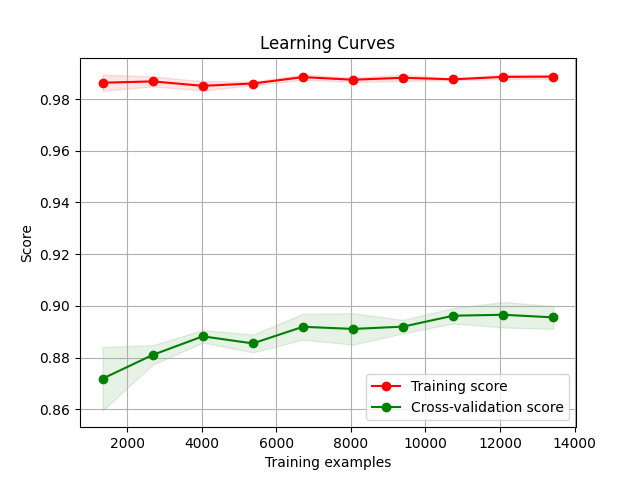 Learning Curves
0.98
0.96
0.94
0.92
0.90
0.88
0.86
Score
Training score
Cross-validation score
2000 4000 6000 8000 10000 12000 14000
Training examples